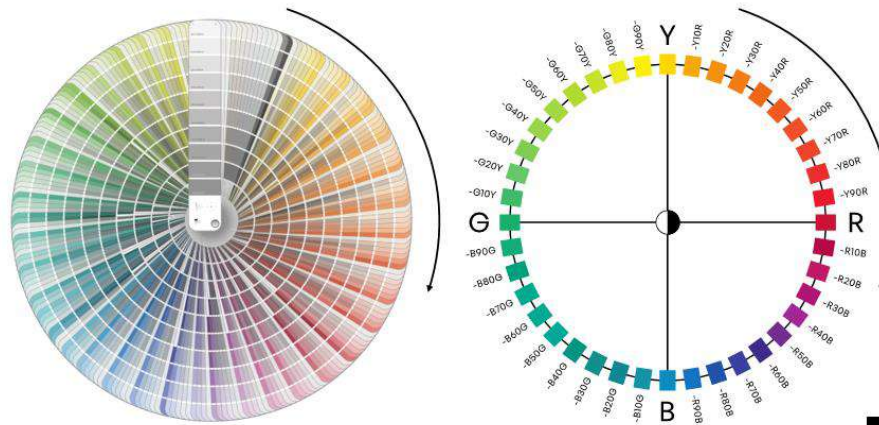 Y
-Y10R
-Y20R
-Y30R
-Y40R
-Y50R
-Y60R
-Y70R
-Y80R
-Y90R
R
-R10B
-R20B
-R30B
-R40B
-R50B
-R60B
-R70B
-R80B
-R90B
B
-B10G
-B20G
-B30G
-B40G
-B50G
-B60G
-B70G
-B80G
-B90G
G
-G10Y
-G20Y
-G30Y
-G40Y
-G50Y
-G60Y
-G70Y
-G80Y
-G90Y